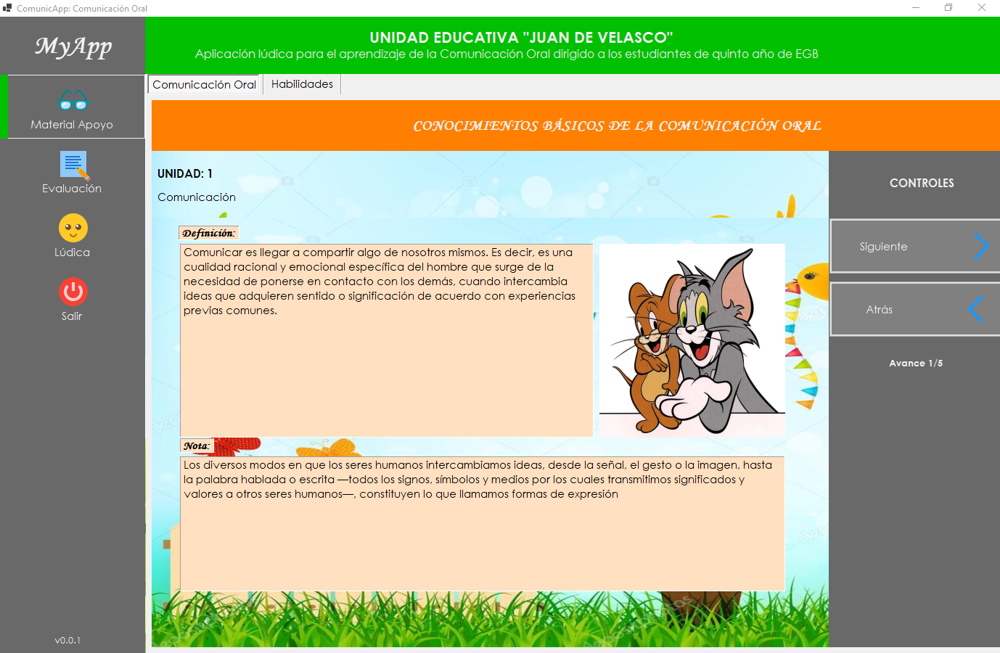 ComunicApp: Comunicación Oral
MyApp
UNIDAD EDUCATIVA "JUAN DE VELASCO"
Aplicación lúdica para el aprendizaje de la Comunicación Oral dirigido a los estudiantes de quinto año de EGB
Comunicación Oral
Habilidades
Material Apoyo
Evaluación
Lúdica
Salir
v0.0.1
CONOCIMIENTOS BÁSICOS DE LA COMUNICACIÓN ORAL
UNIDAD: 1
Comunicación
Definición:
Comunicar es llegar a compartir algo de nosotros mismos. Es decir, es una
cualidad racional y emocional específica del hombre que surge de la
necesidad de ponerse en contacto con los demás, cuando intercambia
ideas que adquieren sentido o significación de acuerdo con experiencias
previas comunes.
Nota:
Los diversos modos en que los seres humanos intercambiamos ideas, desde la señal, el gesto o la imagen, hasta
la palabra hablada o escrita —todos los signos, símbolos y medios por los cuales transmitimos significados y
valores a otros seres humanos—, constituyen lo que llamamos formas de expresión
CONTROLES
Siguiente
Atrás
Avance 1/5